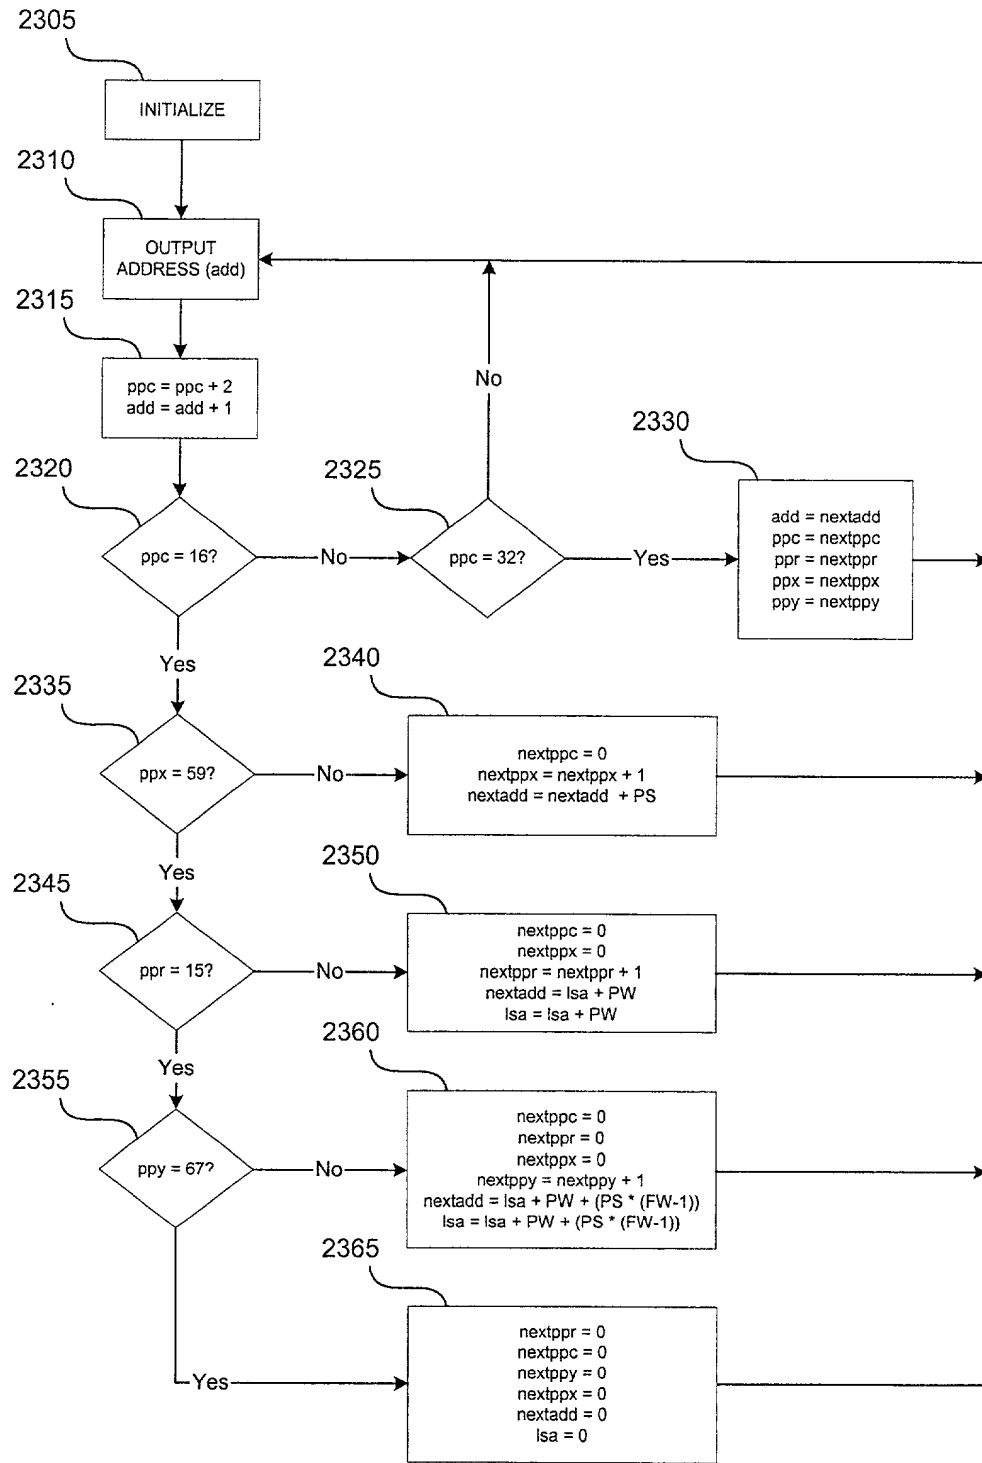 2305
INITIALIZE
2310
OUTPUT
ADDRESS (add)
2315
ppc = ppc + 2
add = add + 1
No
2320
ppc = 16?
No
2325
ppc = 32?
Yes
2330
add = nextadd
ppc = nextppc
ppr = nextppr
ppx = nextppx
ppy = nextppy
Yes
2335
ppx = 59?
No
2340
nextppc = 0
nextppx = nextppx + 1
nextadd = nextadd + PS
Yes
2345
ppr = 15?
No
2350
nextppc = 0
nextppx = 0
nextppr = nextppr + 1
nextadd = lsa + PW
lsa = lsa + PW
Yes
2355
ppy = 67?
No
2360
nextppc = 0
nextppr = 0
nextppx = 0
nextppy = nextppy + 1
nextadd = lsa + PW + (PS * (FW-1))
lsa = lsa + PW + (PS * (FW-1))
Yes
2365
nextppr = 0
nextppc = 0
nextppy = 0
nextppx = 0
nextadd = 0
lsa = 0